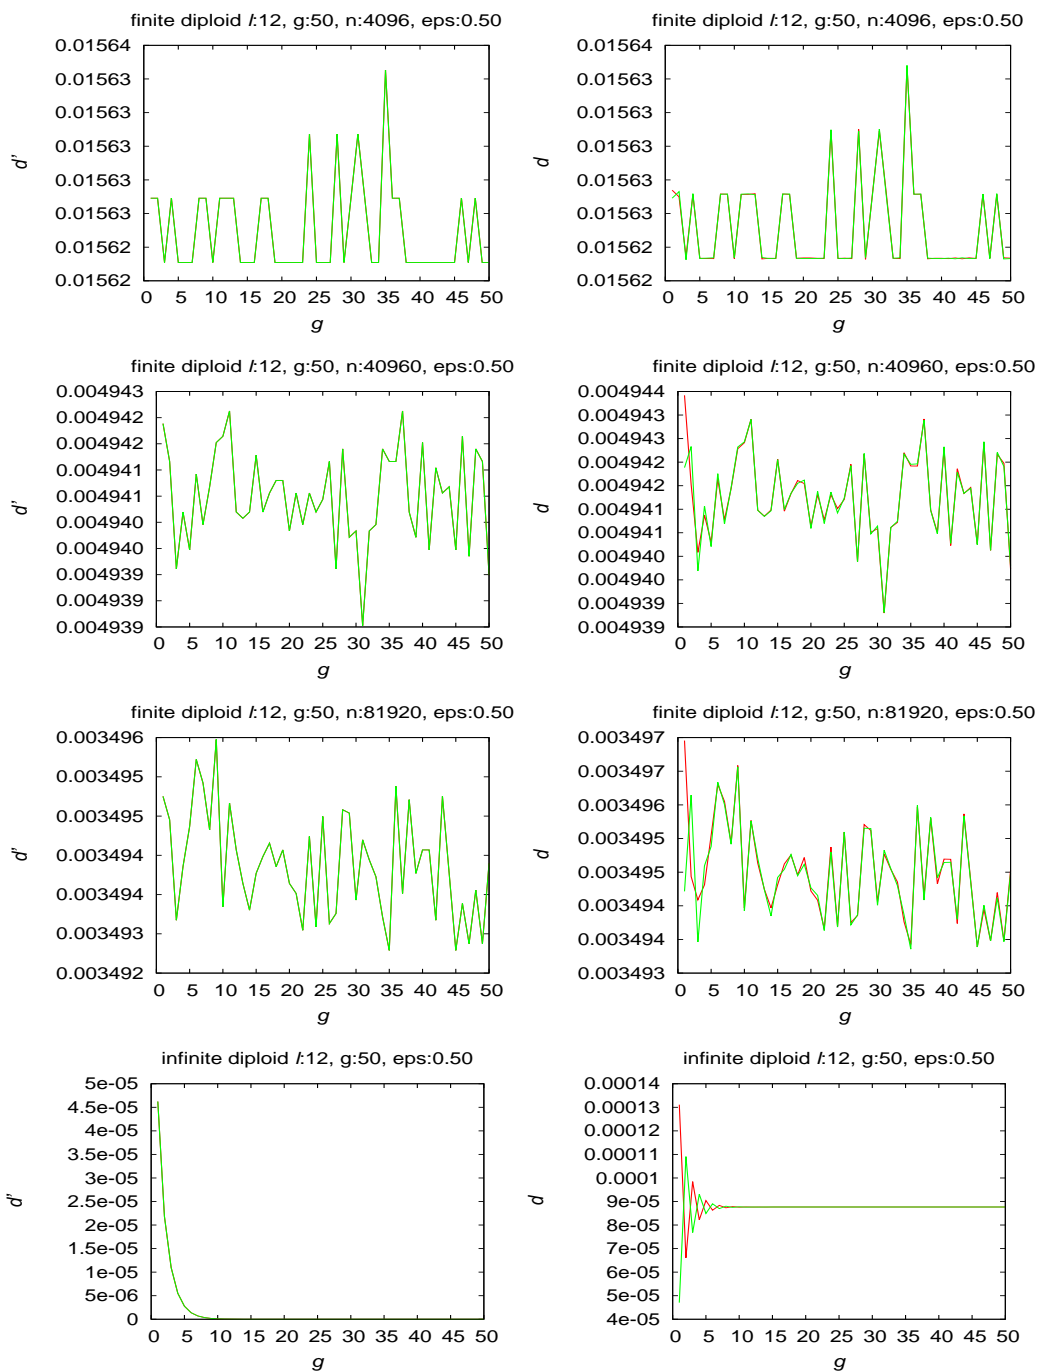 finite diploid l:12, g:50, n:4096, eps:0.50
0.01564
0.01563
0.01563
0.01563
0.01563
0.01563
0.01562
0.01562
d'
0 5 10 15 20 25 30 35 40 45 50
g
finite diploid l:12, g:50, n:4096, eps:0.50
0.01564
0.01563
0.01563
0.01563
0.01563
0.01563
0.01562
0.01562
d
0 5 10 15 20 25 30 35 40 45 50
g
finite diploid l:12, g:50, n:40960, eps:0.50
0.004943
0.004942
0.004942
0.004941
0.004941
0.004940
0.004940
0.004939
0.004939
0.004939
d'
0 5 10 15 20 25 30 35 40 45 50
g
finite diploid l:12, g:50, n:40960, eps:0.50
0.004944
0.004943
0.004943
0.004942
0.004942
0.004941
0.004940
0.004940
0.004939
0.004939
d
0 5 10 15 20 25 30 35 40 45 50
g
finite diploid l:12, g:50, n:81920, eps:0.50
0.003496
0.003495
0.003495
0.003494
0.003494
0.003493
0.003492
d'
0 5 10 15 20 25 30 35 40 45 50
g
finite diploid l:12, g:50, n:81920, eps:0.50
0.003497
0.003497
0.003496
0.003495
0.003495
0.003494
0.003494
0.003493
d
0 5 10 15 20 25 30 35 40 45 50
g
infinite diploid l:12, g:50, eps:0.50
5e-05
4.5e-05
4e-05
3.5e-05
3e-05
2.5e-05
2e-05
1.5e-05
1e-05
5e-06
0
d'
0 5 10 15 20 25 30 35 40 45 50
g
infinite diploid l:12, g:50, eps:0.50
0.00014
0.00013
0.00012
0.00011
0.0001
9e-05
8e-05
7e-05
6e-05
5e-05
4e-05
d
0 5 10 15 20 25 30 35 40 45 50
g